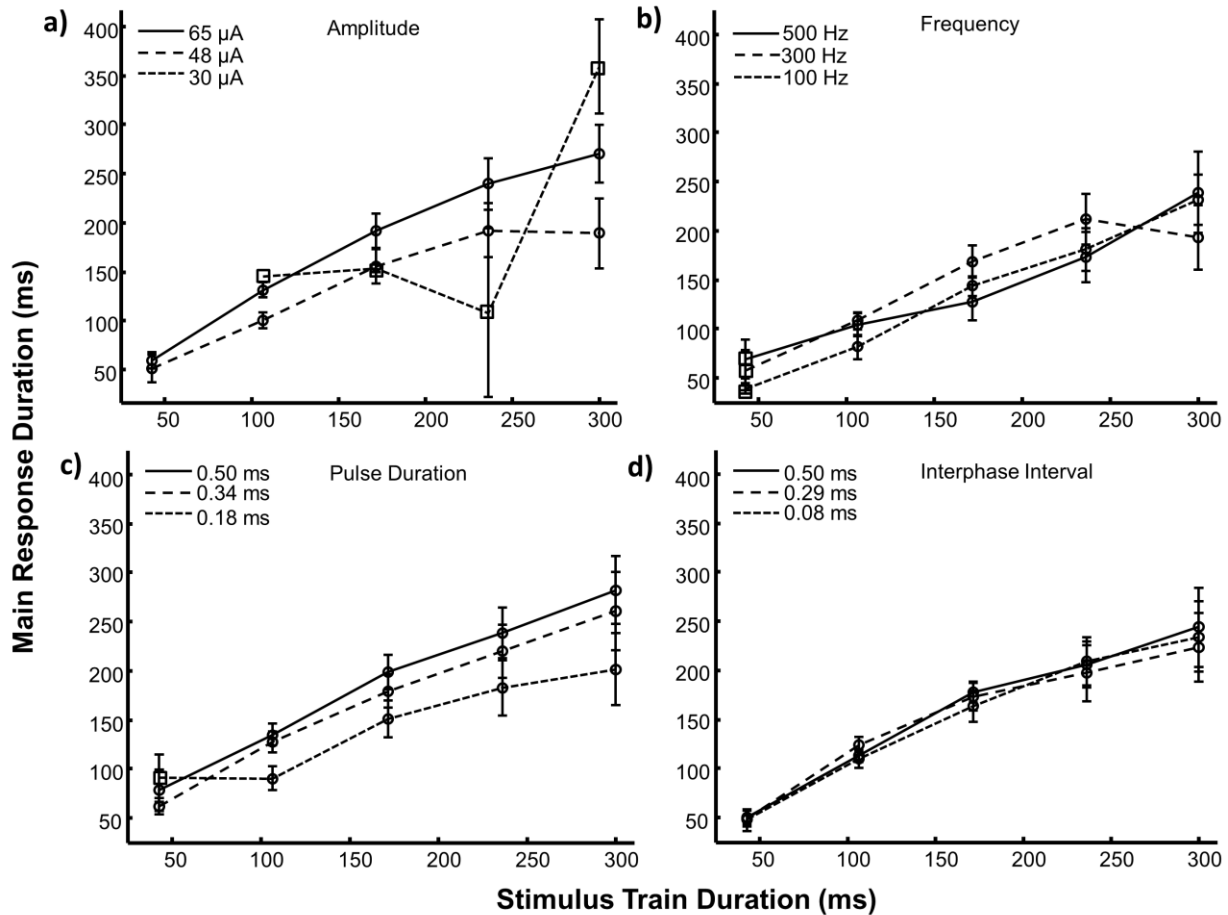 a)
Amplitude
65 µA
48 µA
30 µA
400
350
300
250
200
150
100
50
50 100 150 200 250 300
b)
Frequency
500 Hz
300 Hz
100 Hz
400
350
300
250
200
150
100
50
50 100 150 200 250 300
c)
Pulse Duration
0.50 ms
0.34 ms
0.18 ms
400
350
300
250
200
150
100
50
50 100 150 200 250 300
d)
Interphase Interval
0.50 ms
0.29 ms
0.08 ms
400
350
300
250
200
150
100
50
50 100 150 200 250 300
Main Response Duration (ms)
Stimulus Train Duration (ms)